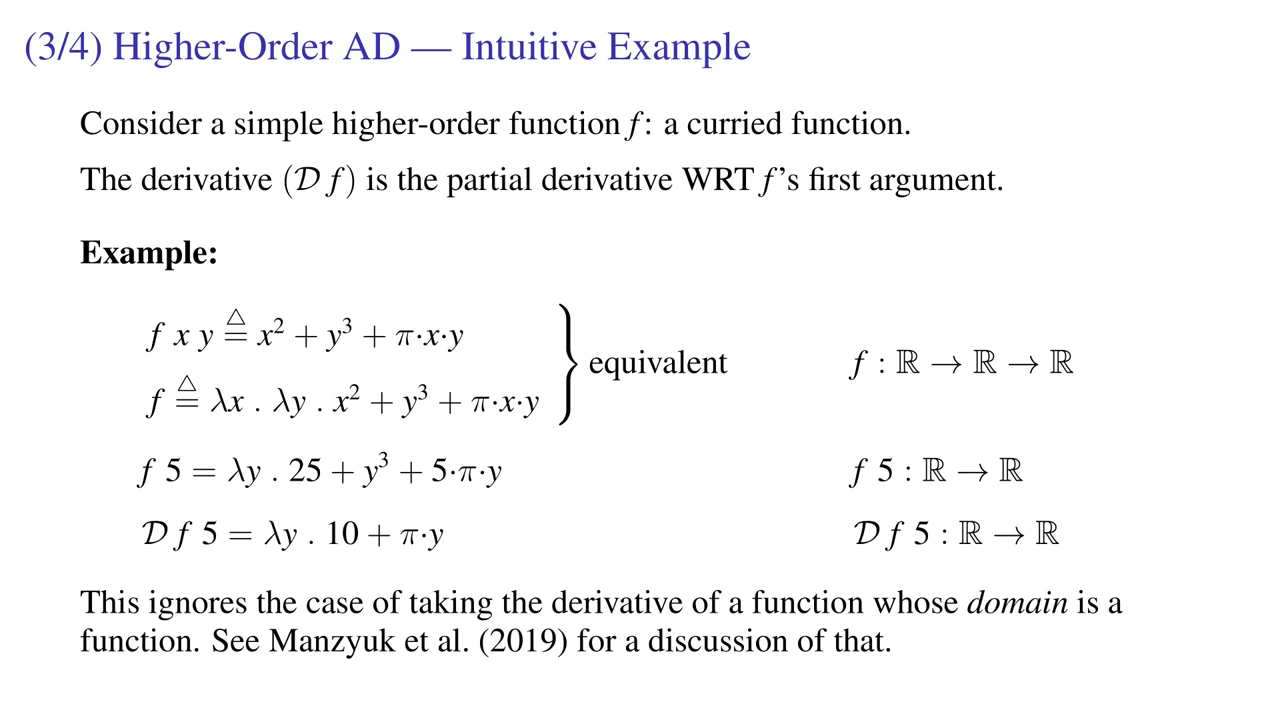 (3/4) Higher-Order AD — Intuitive Example
Consider a simple higher-order function f: a curried function.
The derivative (𝒟 f) is the partial derivative WRT f’s first argument.
Example:
f x y ≜ x² + y³ + π·x·y
f ≜ λx . λy . x² + y³ + π·x·y
equivalent
f : ℝ → ℝ → ℝ
f 5 = λy . 25 + y³ + 5·π·y
f 5 : ℝ → ℝ
𝒟 f 5 = λy . 10 + π·y
𝒟 f 5 : ℝ → ℝ
This ignores the case of taking the derivative of a function whose domain is a
function. See Manzyuk et al. (2019) for a discussion of that.